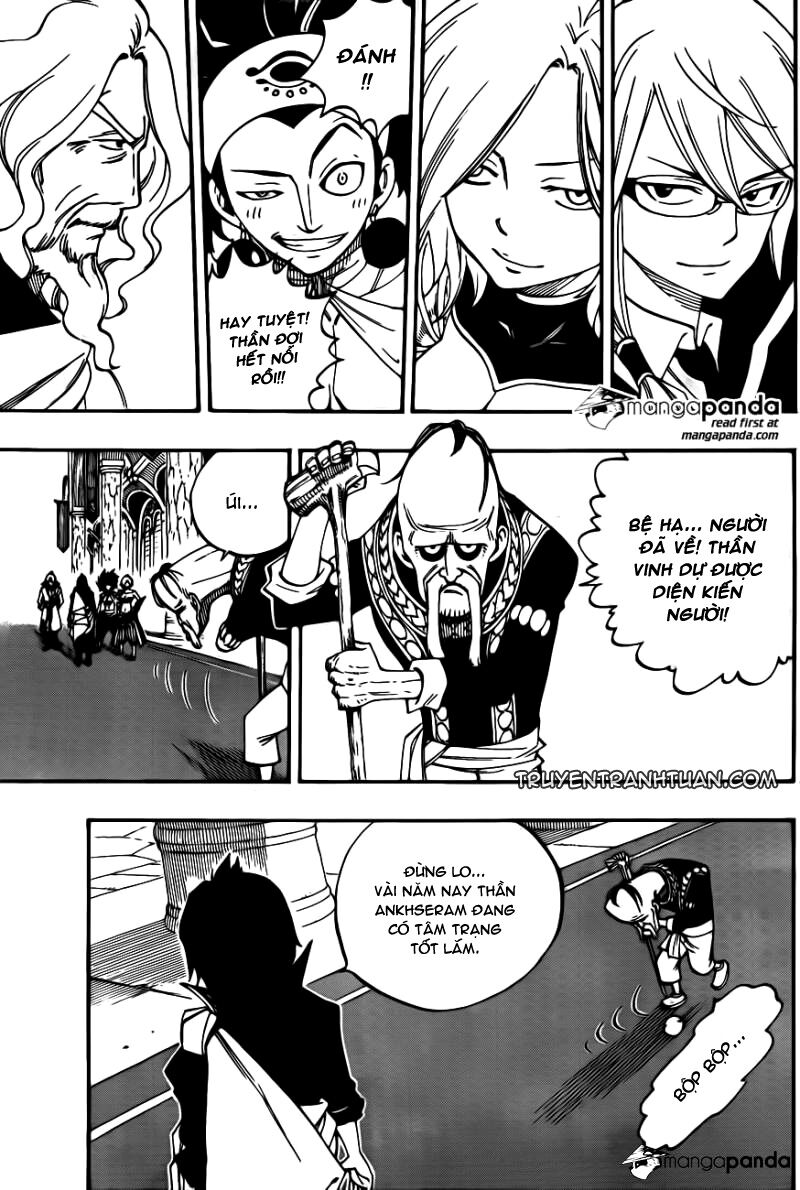 ĐÁNH
!!
HAY TUYỆT!
THẦN ĐỢI
HẾT NỔI
RỒI!!
mangapanda
read first at
mangapanda.com
BỆ HẠ... NGƯỜI
ĐÃ VỀ! THẦN
VINH DỰ ĐƯỢC
DIỆN KIẾN
NGƯỜI!
ÚI...
TRUYENTRANHTUAN.COM
ĐỪNG LO...
VÀI NĂM NAY THẦN
ANKHSERAM ĐANG
CÓ TÂM TRẠNG
TỐT LẮM.
BỘP BỘP...
mangapanda